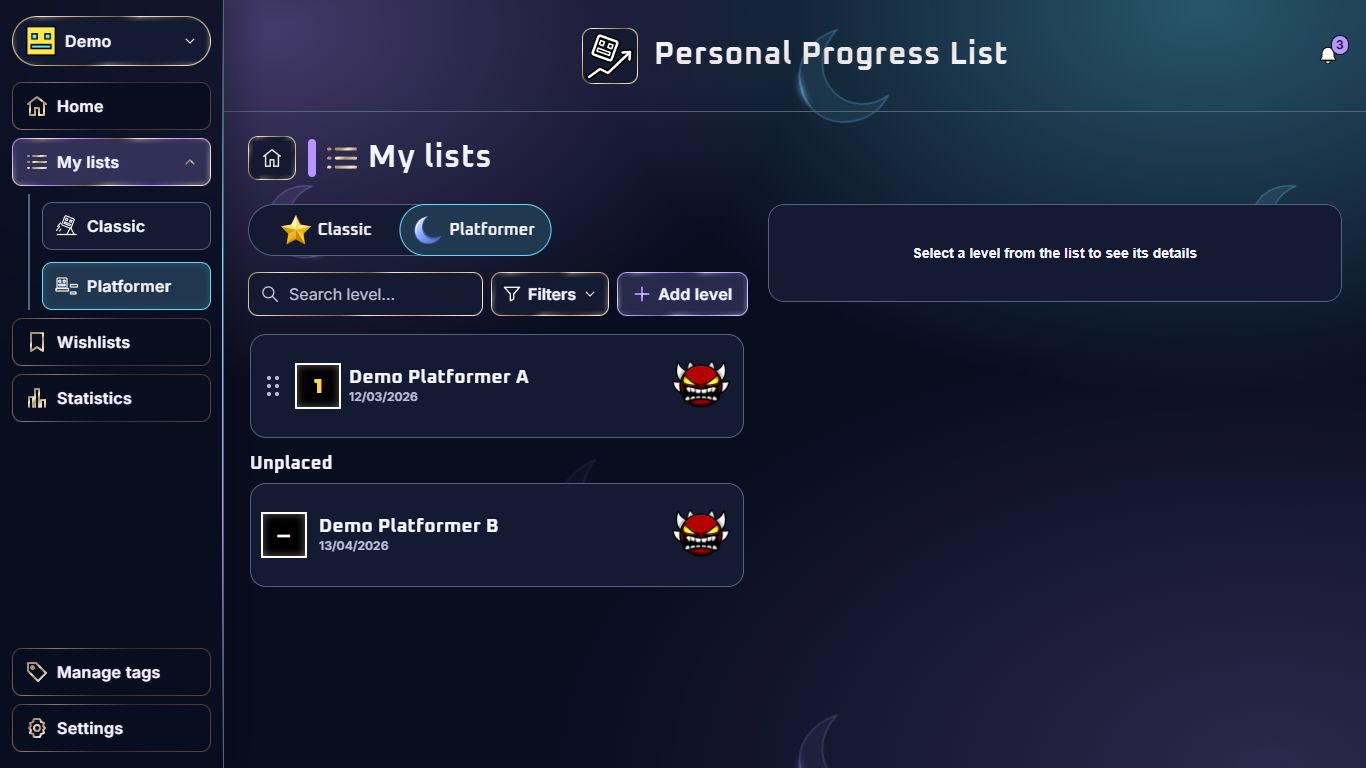 Demo
Home
My lists
Classic
Platformer
Wishlists
Statistics
Manage tags
Settings
Personal Progress List
3
My lists
Classic
Platformer
Search level...
Filters
Add level
1
Demo Platformer A
12/03/2026
Unplaced
–
Demo Platformer B
13/04/2026
Select a level from the list to see its details